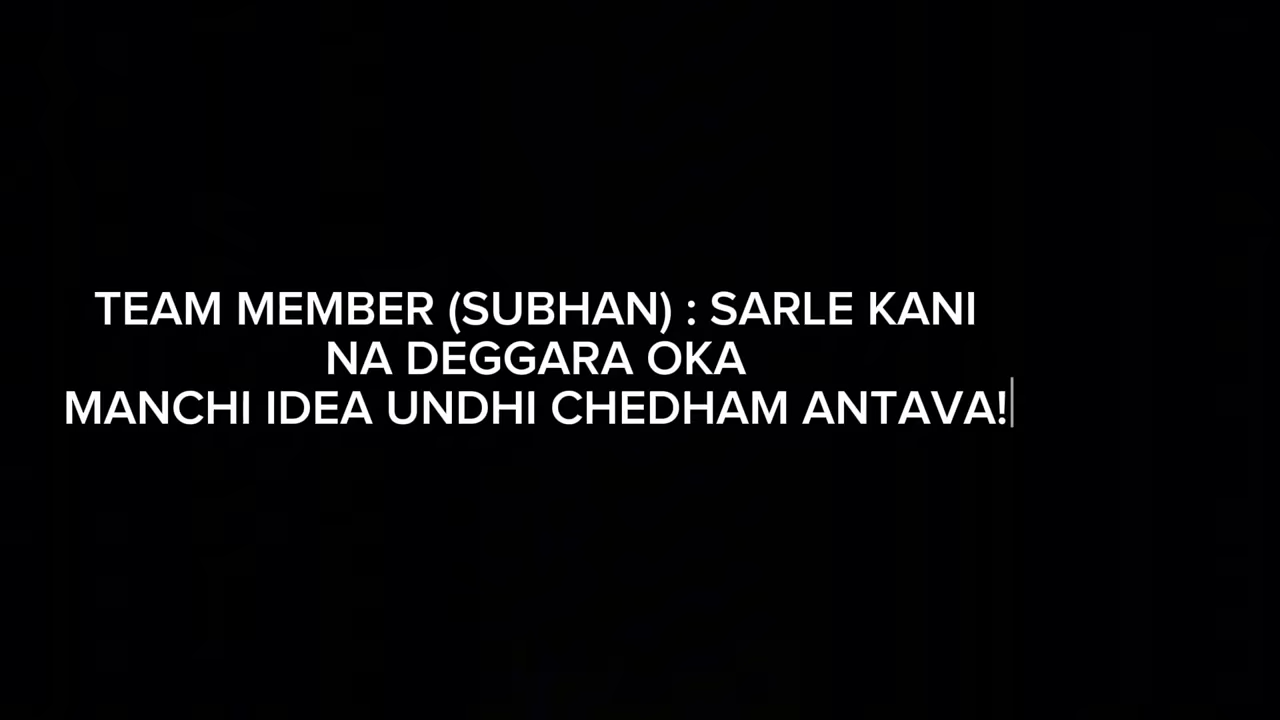 TEAM MEMBER (SUBHAN) : SARLE KANI
NA DEGGARA OKA
MANCHI IDEA UNDHI CHEDHAM ANTAVA!